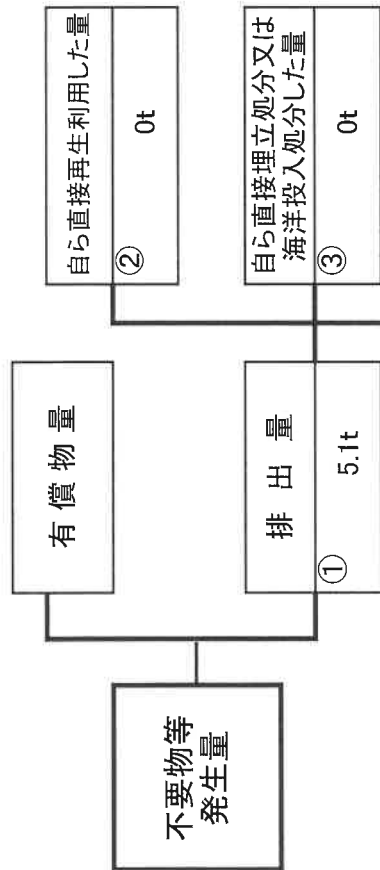 不要物等
発生量
有償物量
排出量
①
5.1t
自ら直接再生利用した量
②
0t
自ら直接埋立処分又は
海洋投入処分した量
③
0t